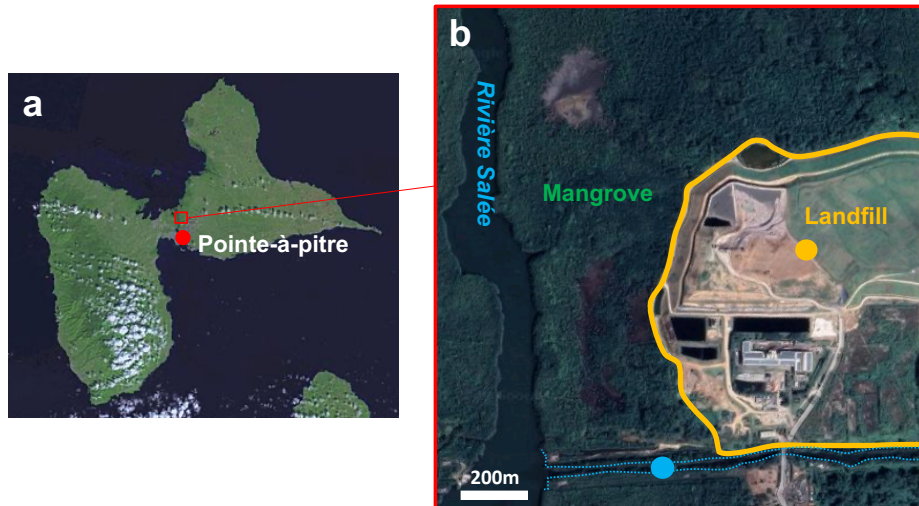 a
Pointe-à-pitre
b
Rivière Salée
Mangrove
Landfill
200m